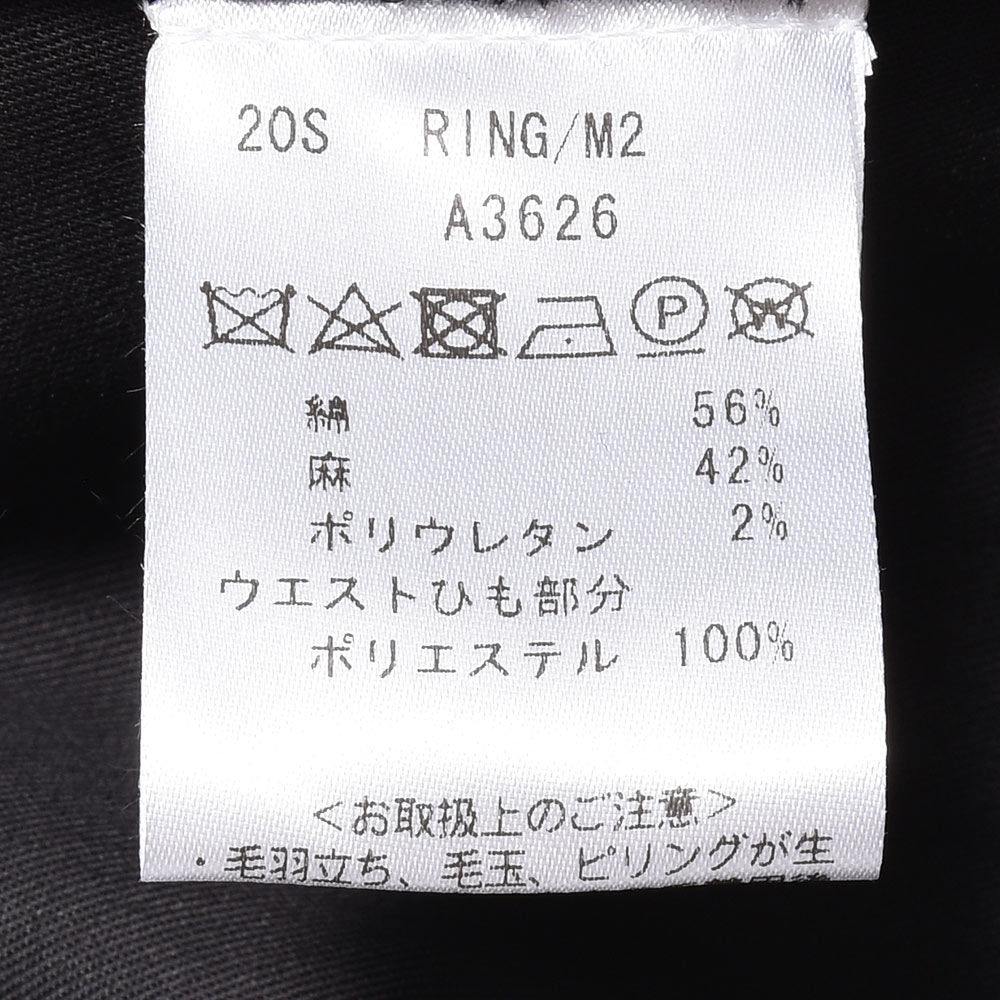 20S RING/M2
A3626
P
W
綿 56%
麻 42%
ポリウレタン 2%
ウエストひも部分
ポリエステル 100%
<お取扱上のご注意>
・毛羽立ち、毛玉、ピリングが生